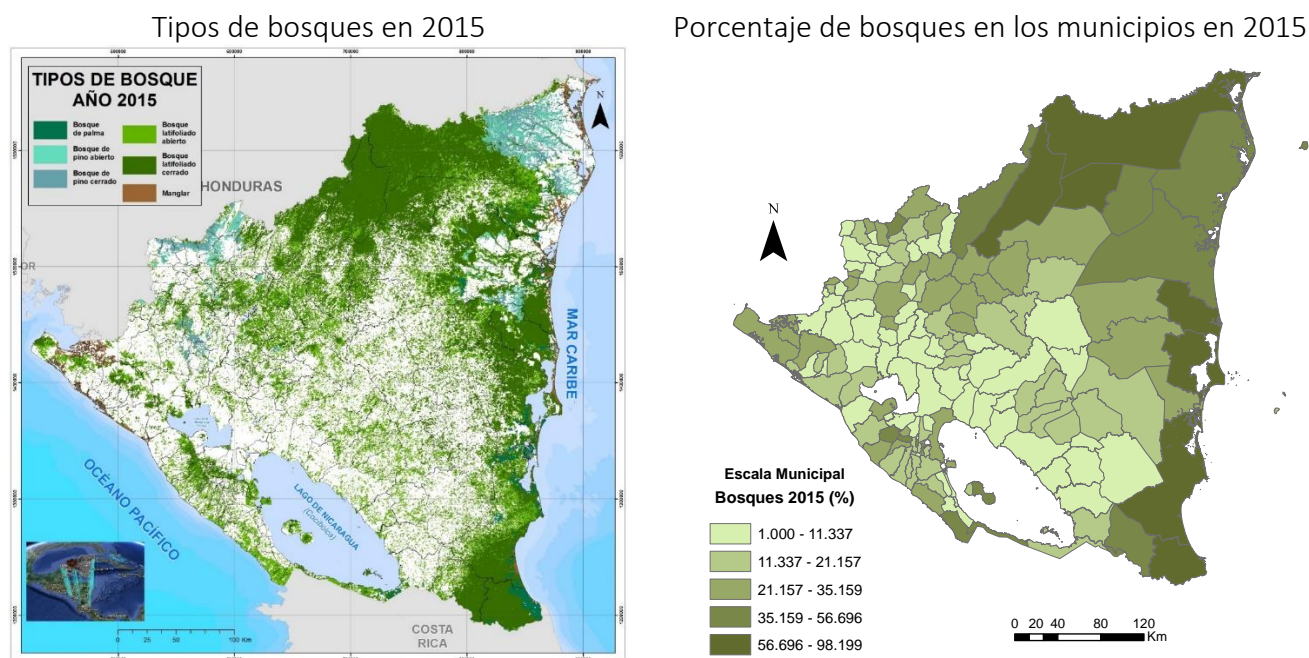 Tipos de bosques en 2015
TIPOS DE BOSQUE
AÑO 2015
Bosque
de palma
Bosque de
pino abierto
Bosque de
pino cerrado
Bosque
latifoliado
abierto
Bosque
latifoliado
cerrado
Manglar
N
HONDURAS
OR
MAR CARIBE
OCÉANO PACÍFICO
LAGO DE NICARAGUA
(Cocibolca)
COSTA
RICA
0 25 50 100 Km
Porcentaje de bosques en los municipios en 2015
N
Escala Municipal
Bosques 2015 (%)
1.000 - 11.337
11.337 - 21.157
21.157 - 35.159
35.159 - 56.696
56.696 - 98.199
0 20 40 80 120
Km